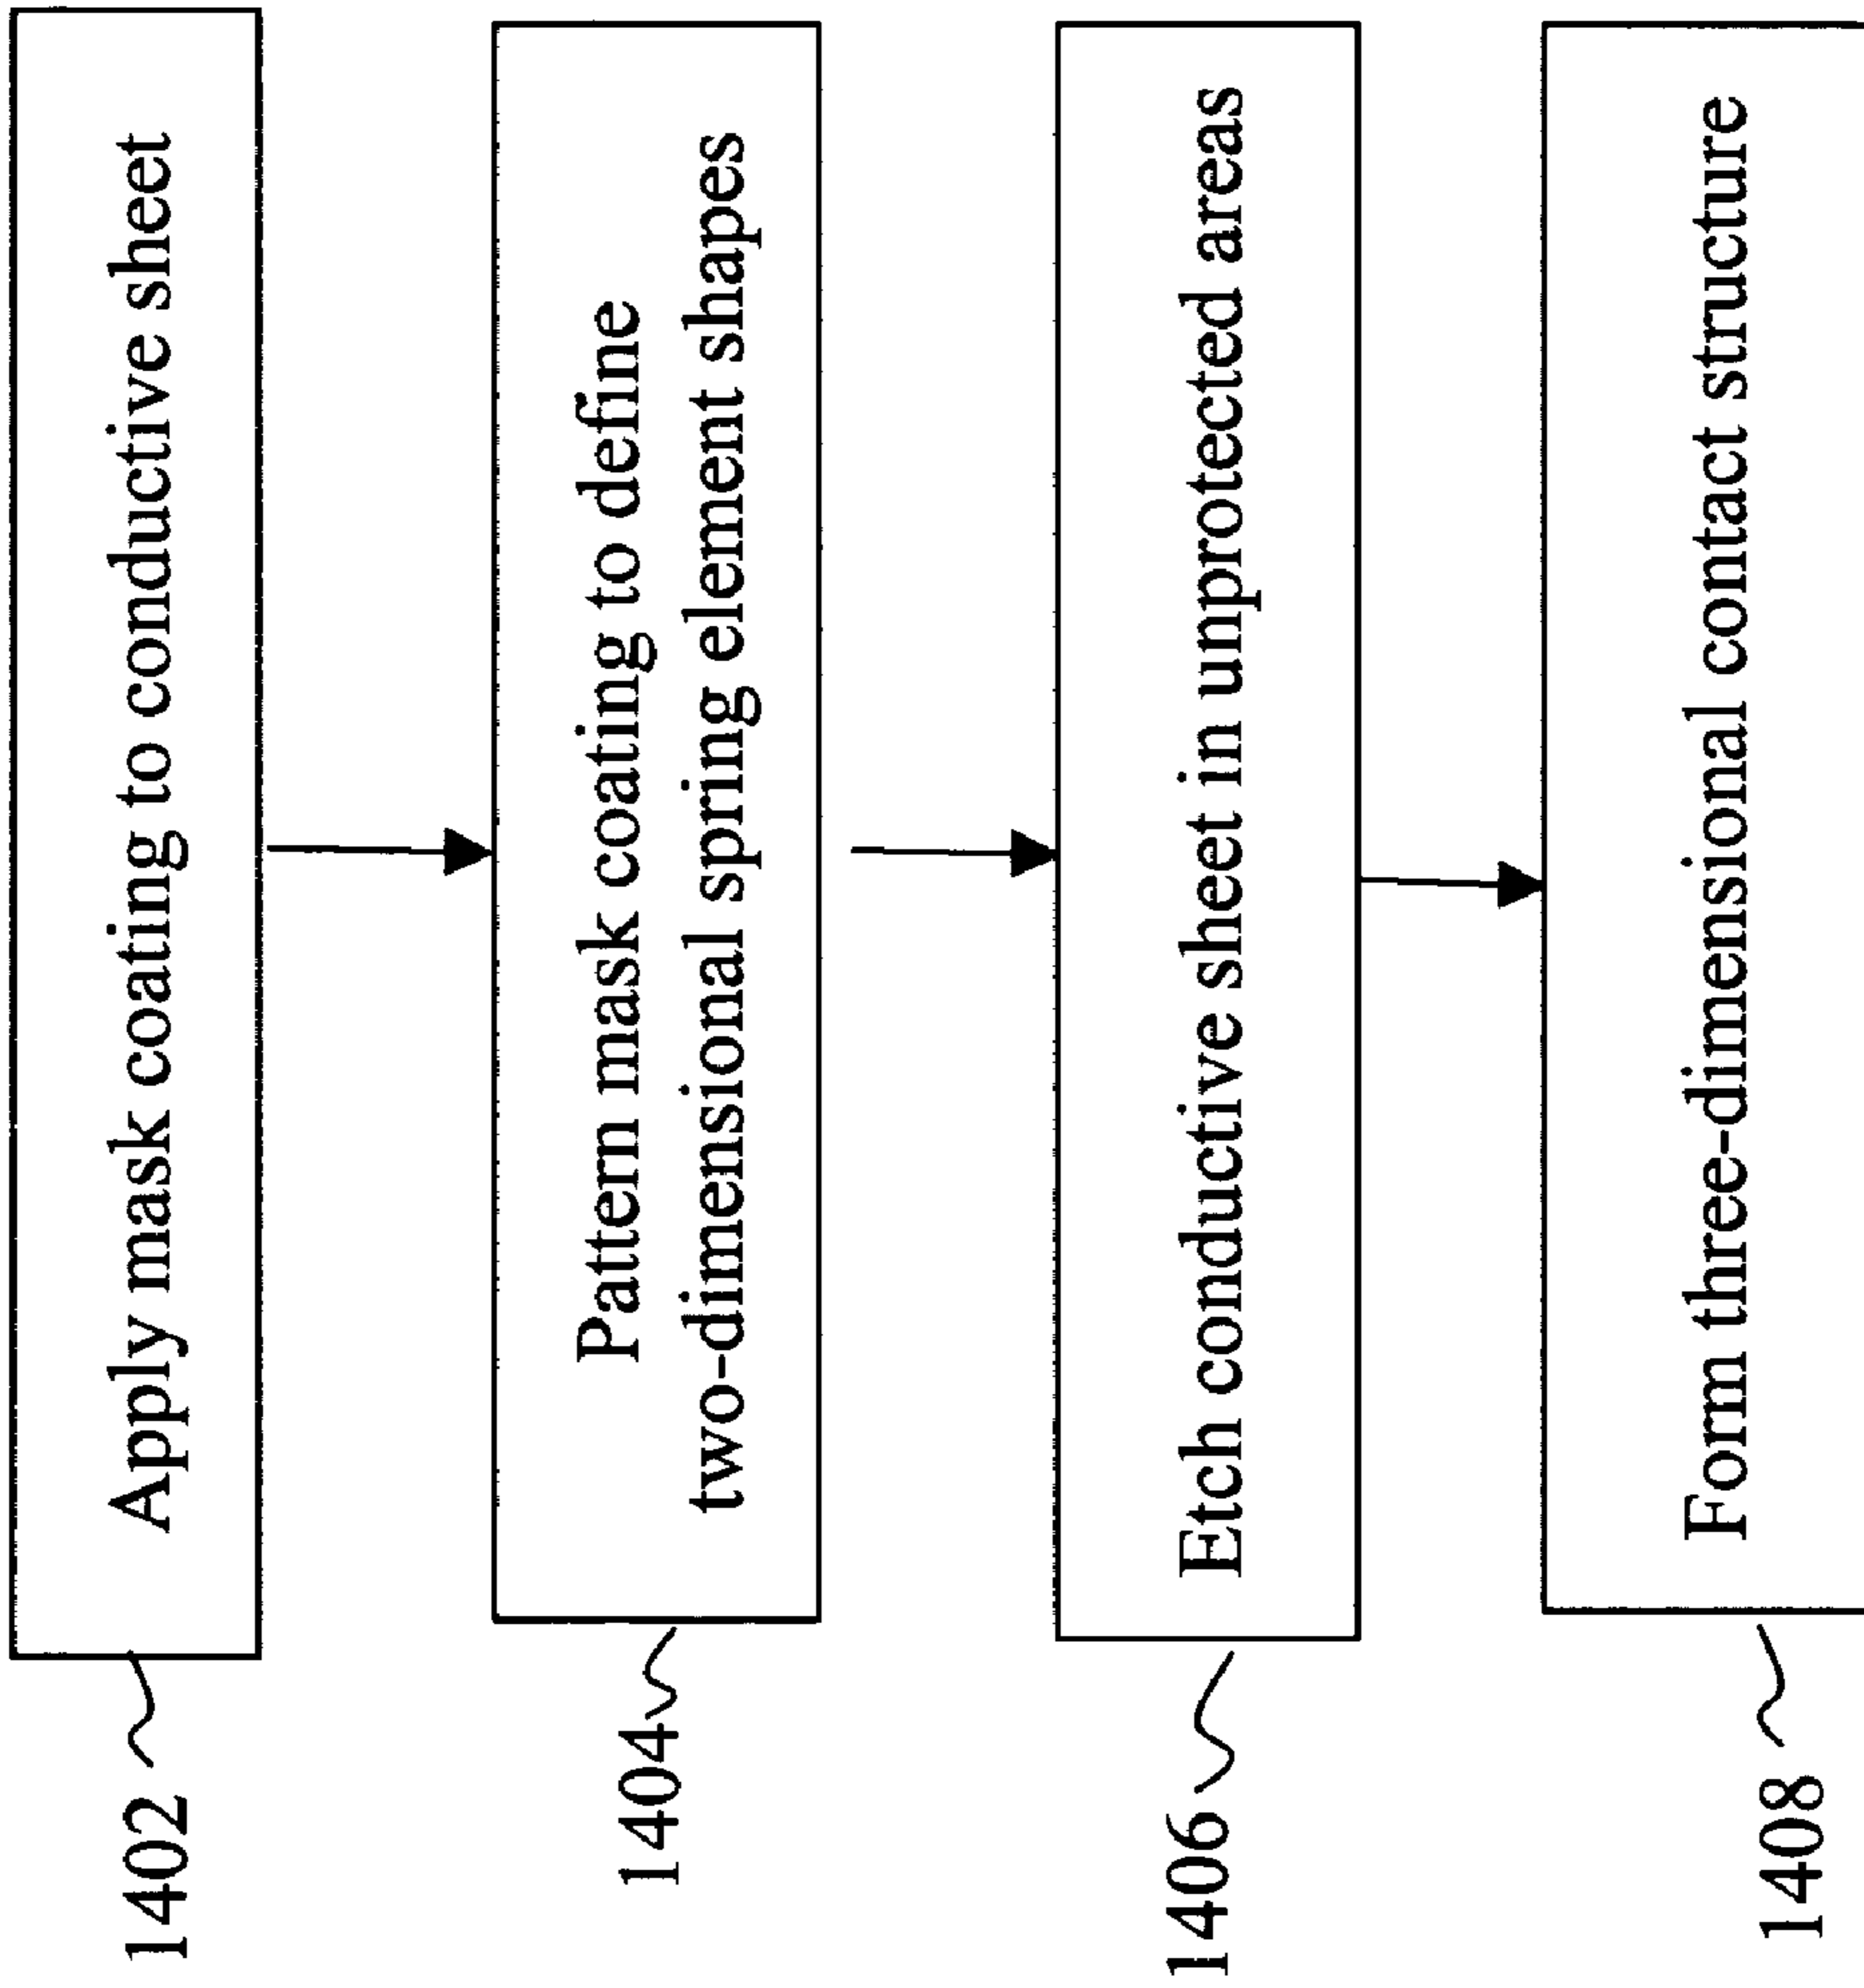 1402
Apply mask coating to conductive sheet
1404
Pattern mask coating to define
two-dimensional spring element shapes
1406
Etch conductive sheet in unprotected areas
1408
Form three-dimensional contact structure